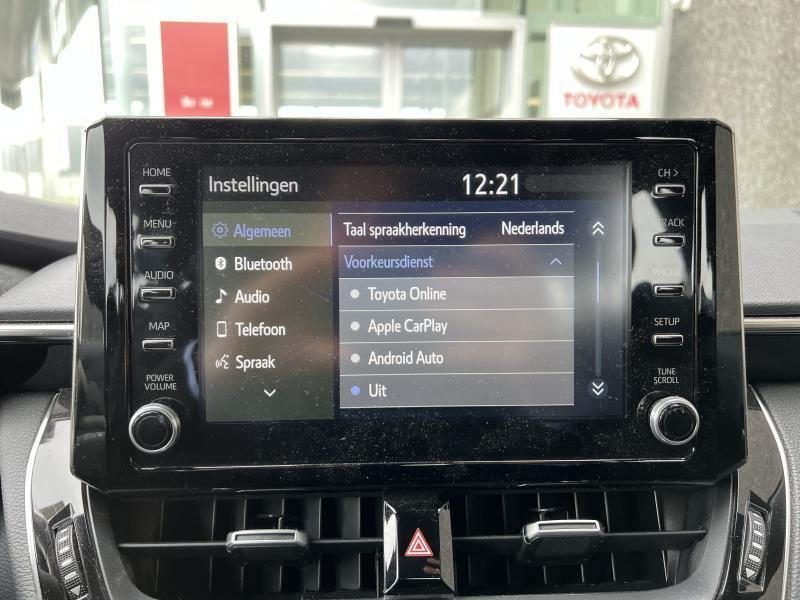 TOYOTA
HOME
MENU
AUDIO
MAP
POWER
VOLUME
Instellingen
12:21
Algemeen
Bluetooth
Audio
Telefoon
Spraak
Taal spraakherkenning Nederlands
Voorkeursdienst
Toyota Online
Apple CarPlay
Android Auto
Uit
CH >
TRACK
PHONE
SETUP
TUNE
SCROLL